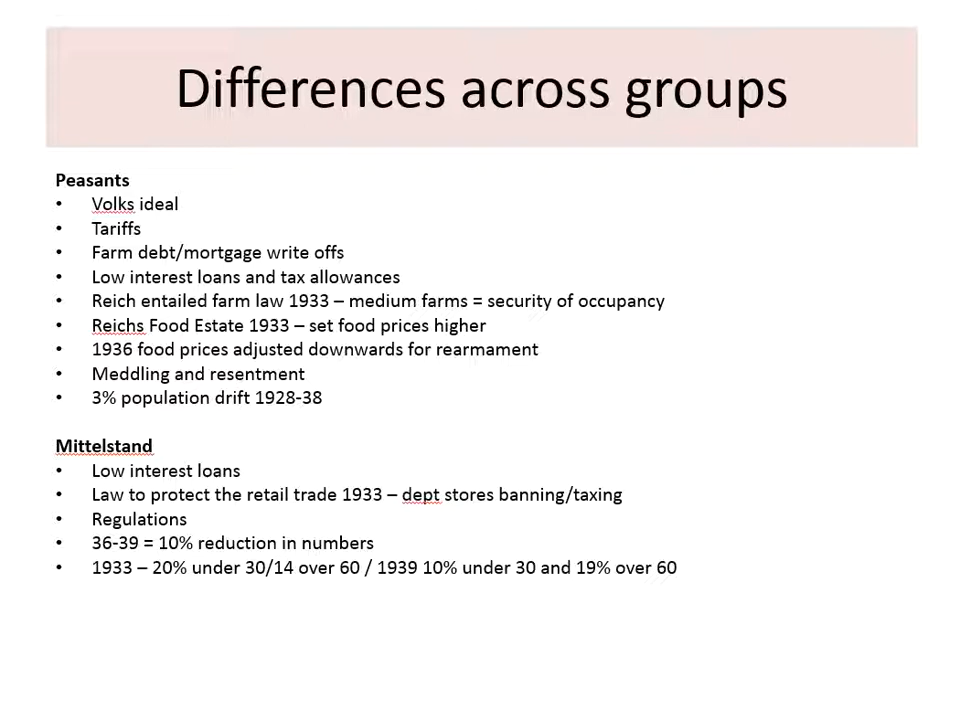 Differences across groups
Peasants
• Volks ideal
• Tariffs
• Farm debt/mortgage write offs
• Low interest loans and tax allowances
• Reich entailed farm law 1933 – medium farms = security of occupancy
• Reichs Food Estate 1933 – set food prices higher
• 1936 food prices adjusted downwards for rearmament
• Meddling and resentment
• 3% population drift 1928-38
Mittelstand
• Low interest loans
• Law to protect the retail trade 1933 – dept stores banning/taxing
• Regulations
• 36-39 = 10% reduction in numbers
• 1933 – 20% under 30/14 over 60 / 1939 10% under 30 and 19% over 60